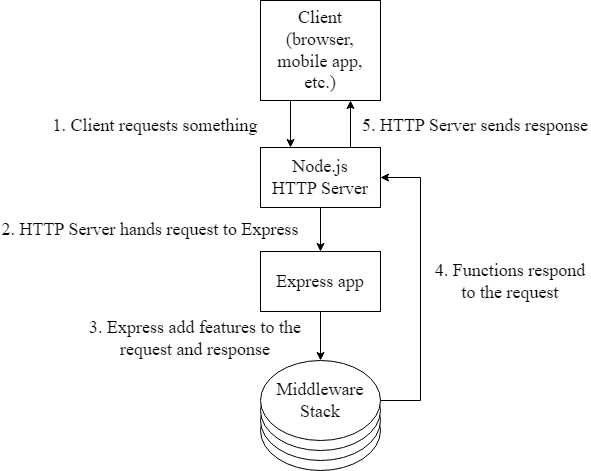 Client
(browser,
mobile app,
etc.)
1. Client requests something
5. HTTP Server sends response
Node.js
HTTP Server
2. HTTP Server hands request to Express
Express app
4. Functions respond
to the request
3. Express add features to the
request and response
Middleware
Stack